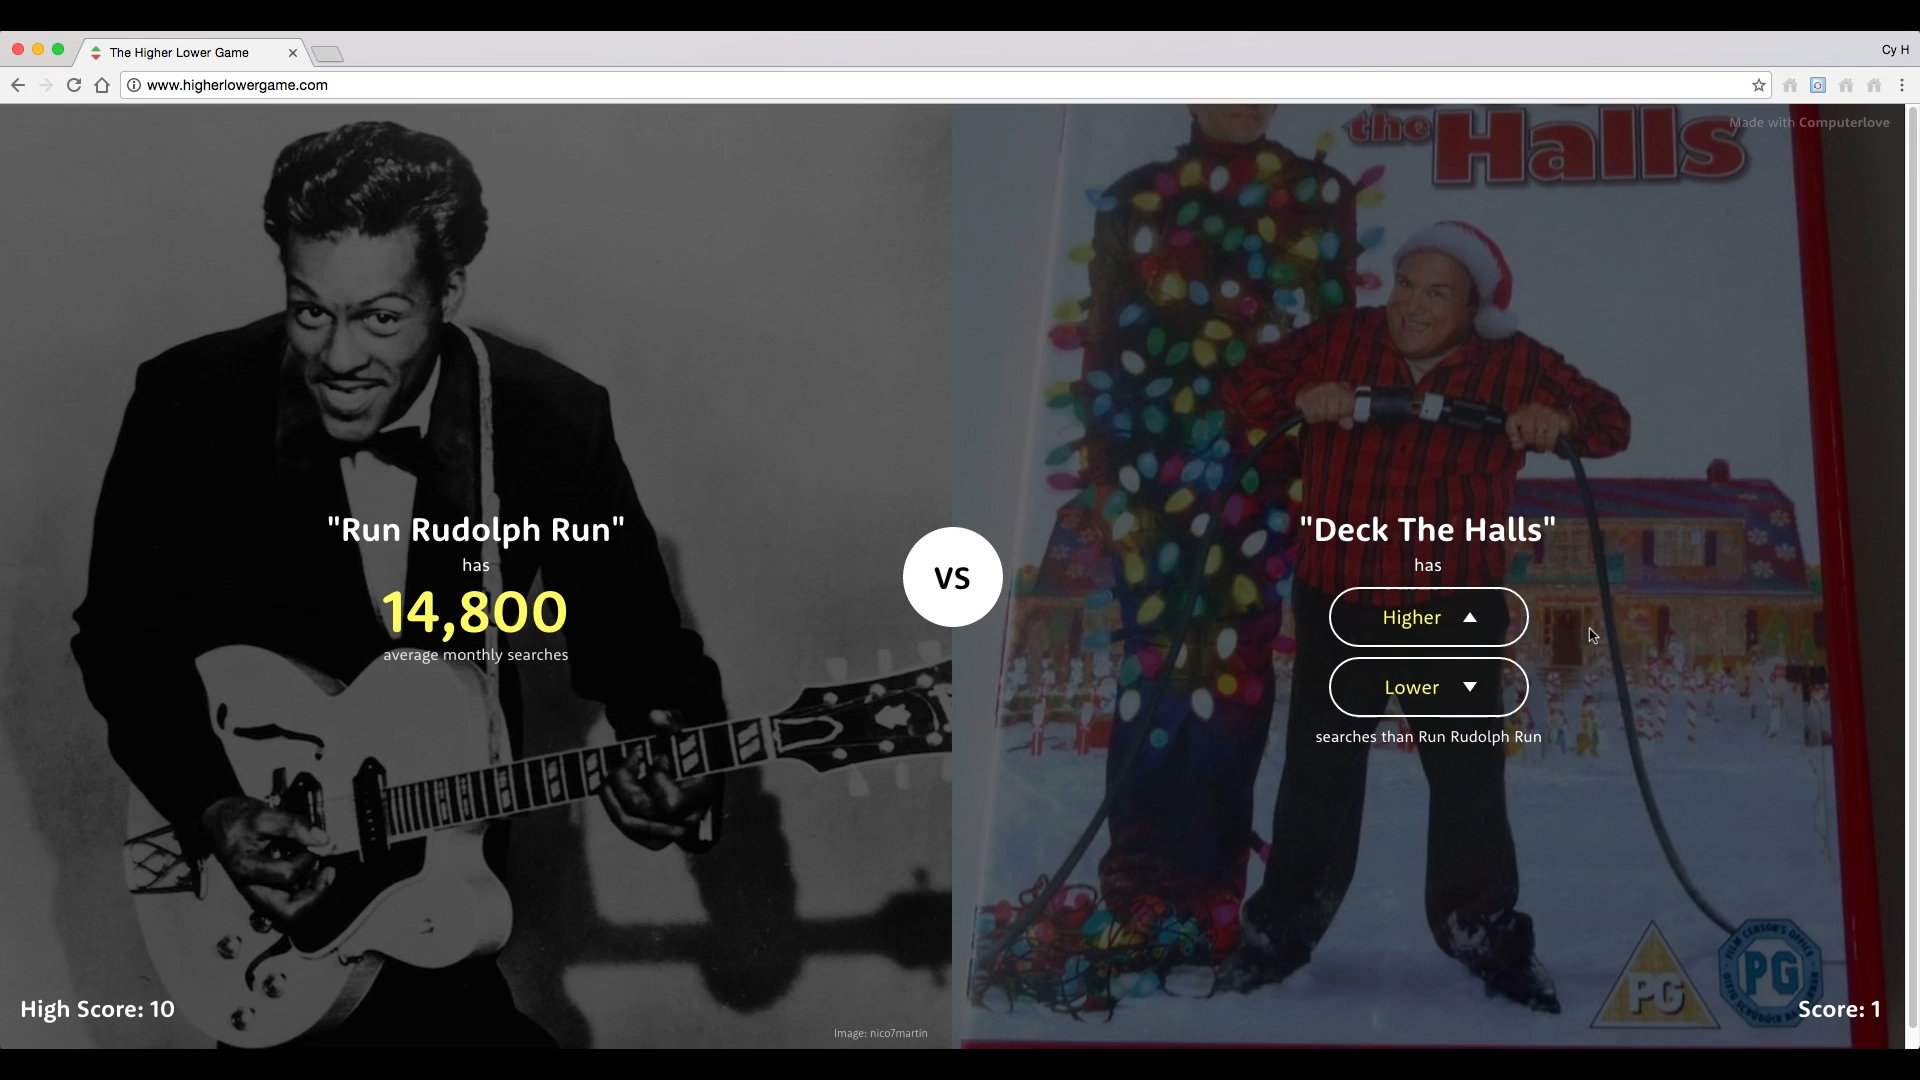 The Higher Lower Game
Cy H
www.higherlowergame.com
the
Halls
Made with Computerlove
"Run Rudolph Run"
has
14,800
average monthly searches
VS
"Deck The Halls"
has
Higher
Lower
searches than Run Rudolph Run
PG
PG
High Score: 10
Image: nico7martin
Score: 1